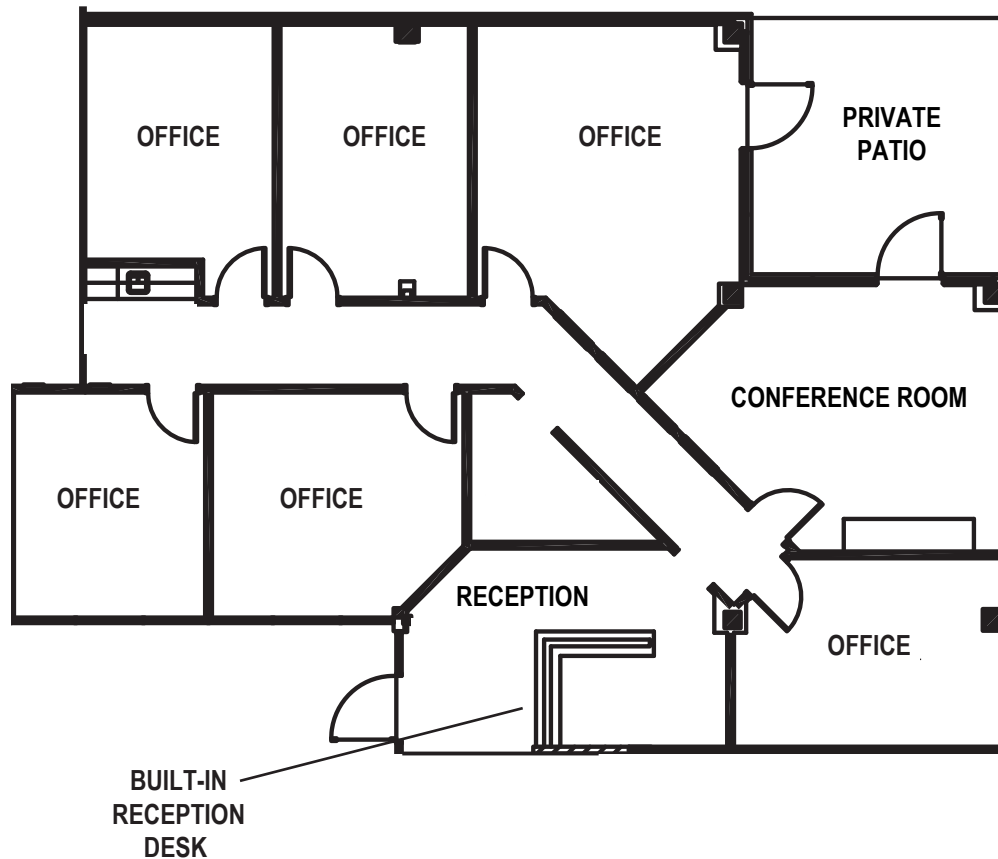 OFFICE
OFFICE
OFFICE
PRIVATE
PATIO
CONFERENCE ROOM
OFFICE
OFFICE
RECEPTION
OFFICE
BUILT-IN
RECEPTION
DESK